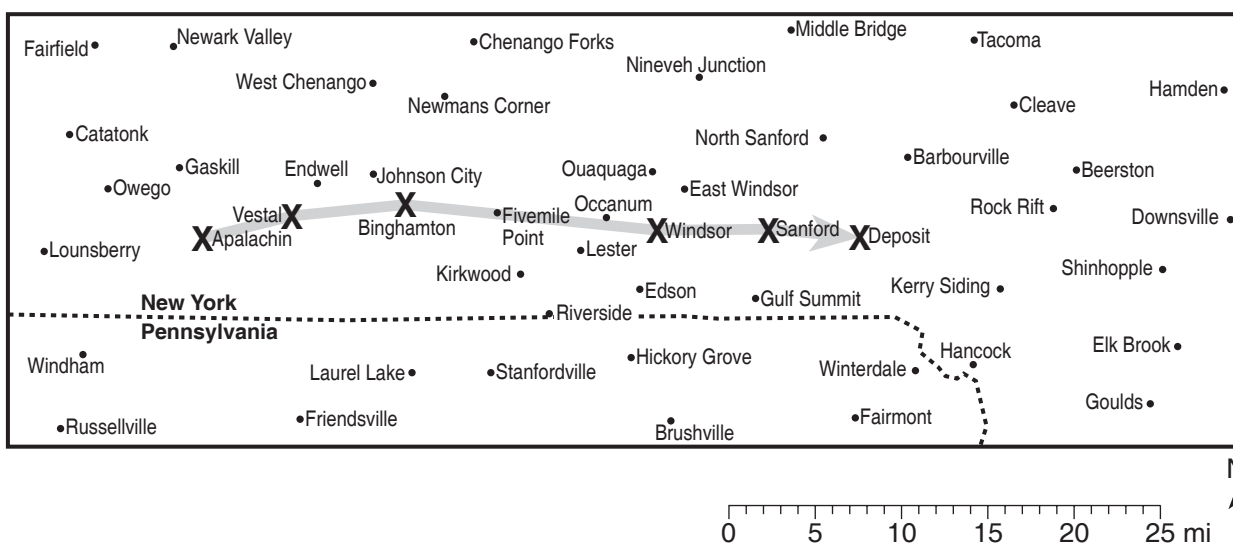 Fairfield
Newark Valley
Chenango Forks
Middle Bridge
Tacoma
West Chenango
Nineveh Junction
Newmans Corner
Hamden
Cleave
Catatonk
North Sanford
Barbourville
Gaskill
Endwell
Johnson City
Ouaquaga
Beerston
Owego
East Windsor
Vestal
Fivemile
Point
Occanum
Rock Rift
Downsville
X Apalachin
X
X
Binghamton
X Windsor
X Sanford
X Deposit
Lounsberry
Lester
Kirkwood
Shinhopple
Edson
Gulf Summit
Kerry Siding
New York
Pennsylvania
Riverside
Windham
Laurel Lake
Stanfordville
Hickory Grove
Winterdale
Hancock
Elk Brook
Russellville
Friendsville
Brushville
Fairmont
Goulds
0 5 10 15 20 25 mi